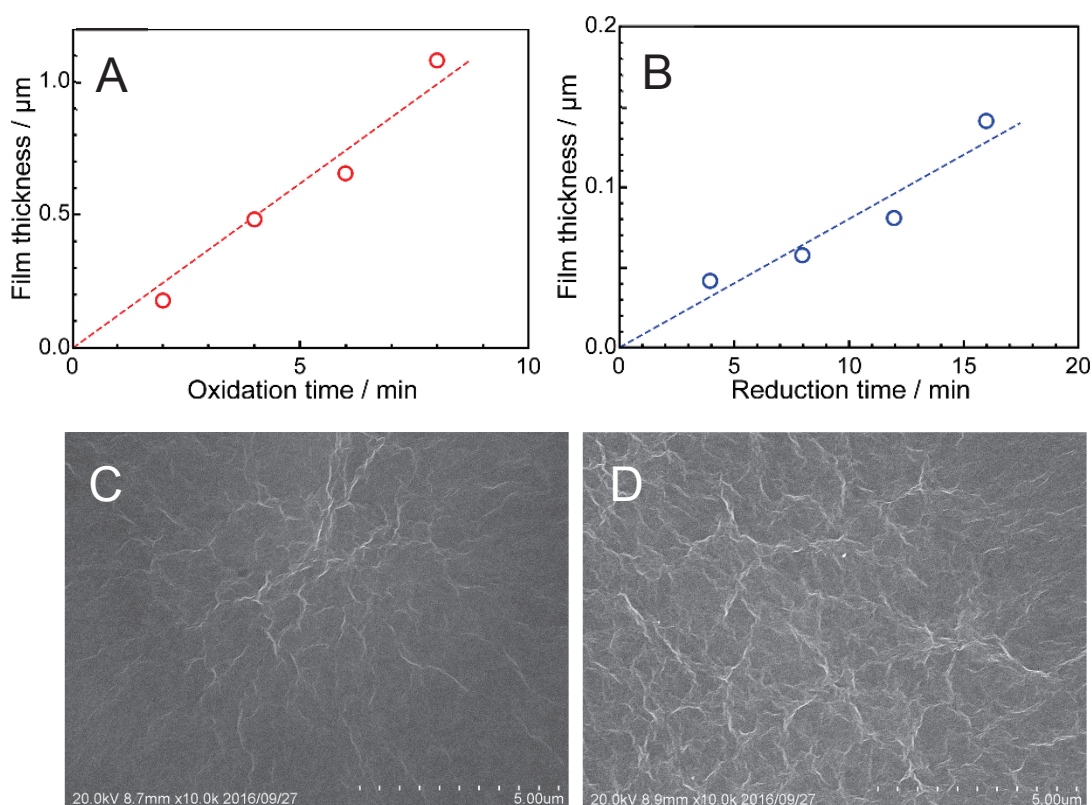 A
1.0
0.5
0.0
0
5
10
Film thickness / µm
Oxidation time / min
B
0.2
0.1
0.0
0
5
10
15
20
Film thickness / µm
Reduction time / min
C
20.0kV 8.7mm x10.0k 2016/09/27
5.00um
D
20.0kV 8.9mm x10.0k 2016/09/27
5.00um